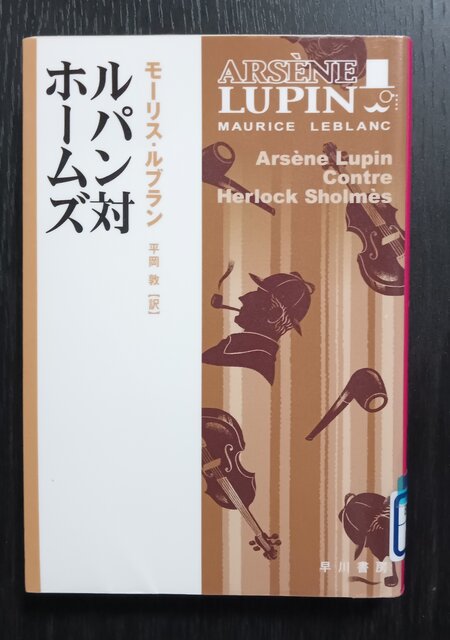 ルパン対
ホームズ
モーリス・ルブラン
平岡 敦[訳]
ARSÈNE
LUPIN
MAURICE LEBLANC
Arsène Lupin
Contre
Herlock Sholmès
早川書房